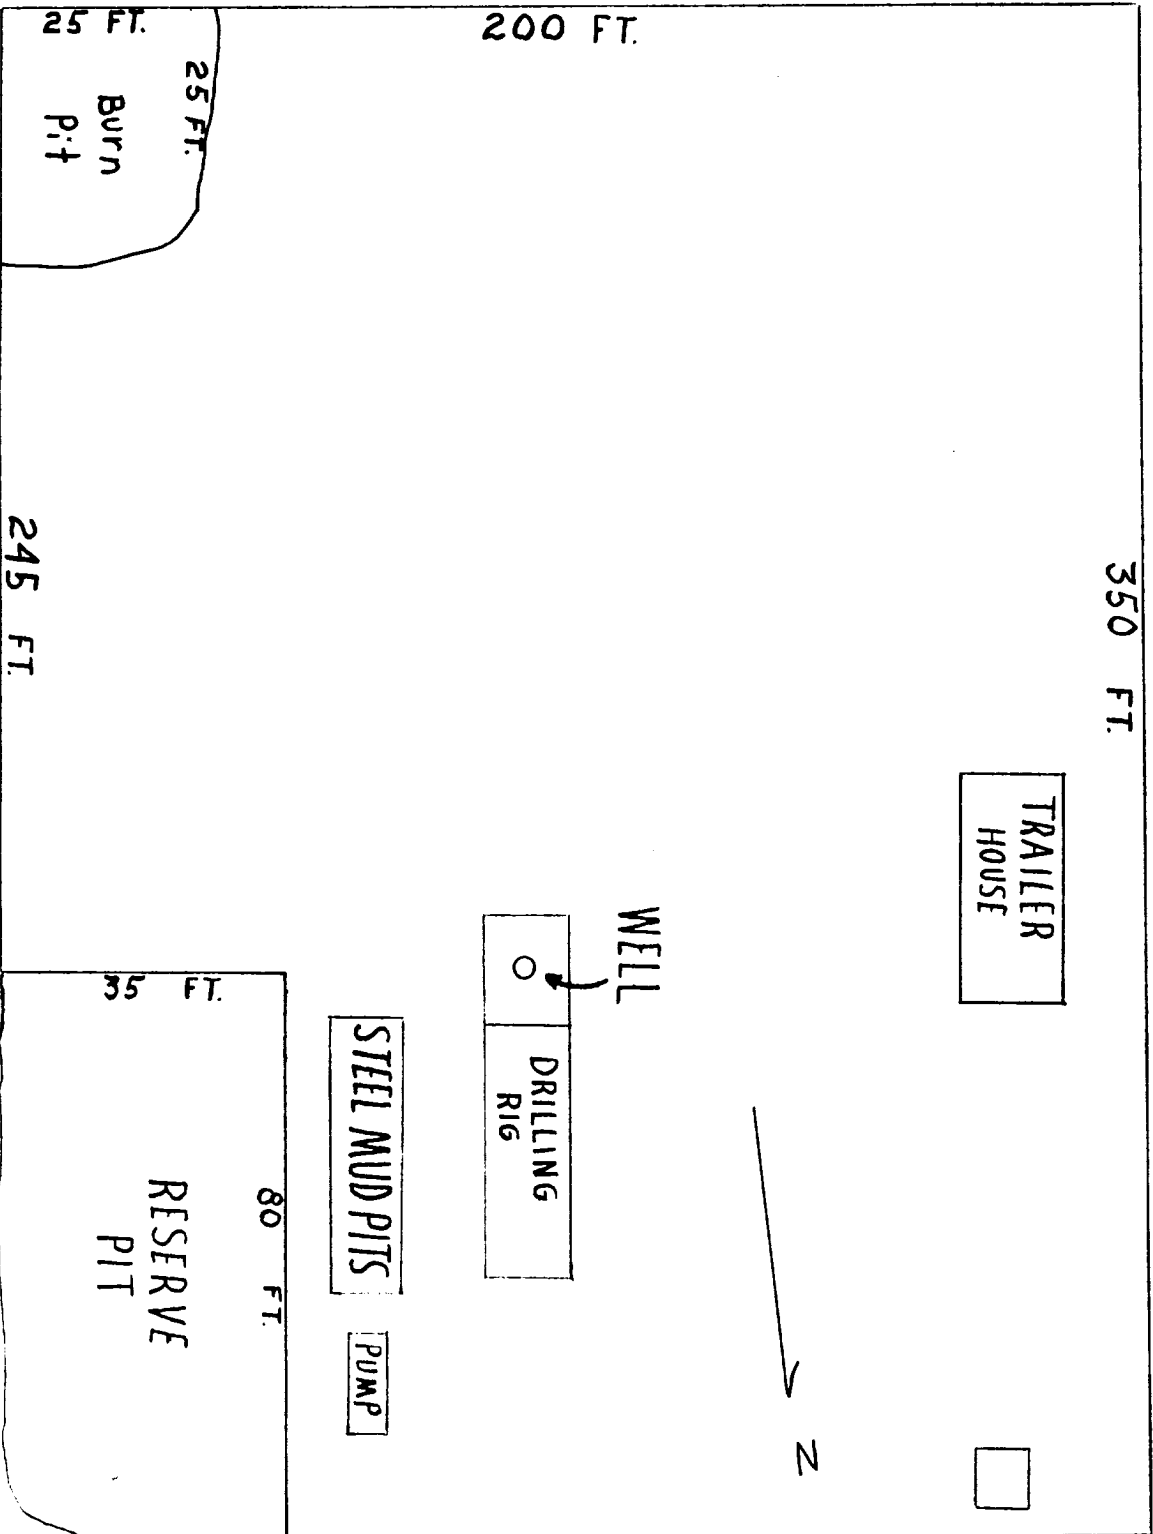 25 FT.
25 FT.
Burn
Pit
200 FT.
350 FT.
245 FT.
TRAILER
HOUSE
WELL
DRILLING
RIG
STEEL MUD PITS
PUMP
35 FT.
80 FT.
RESERVE
PIT
N